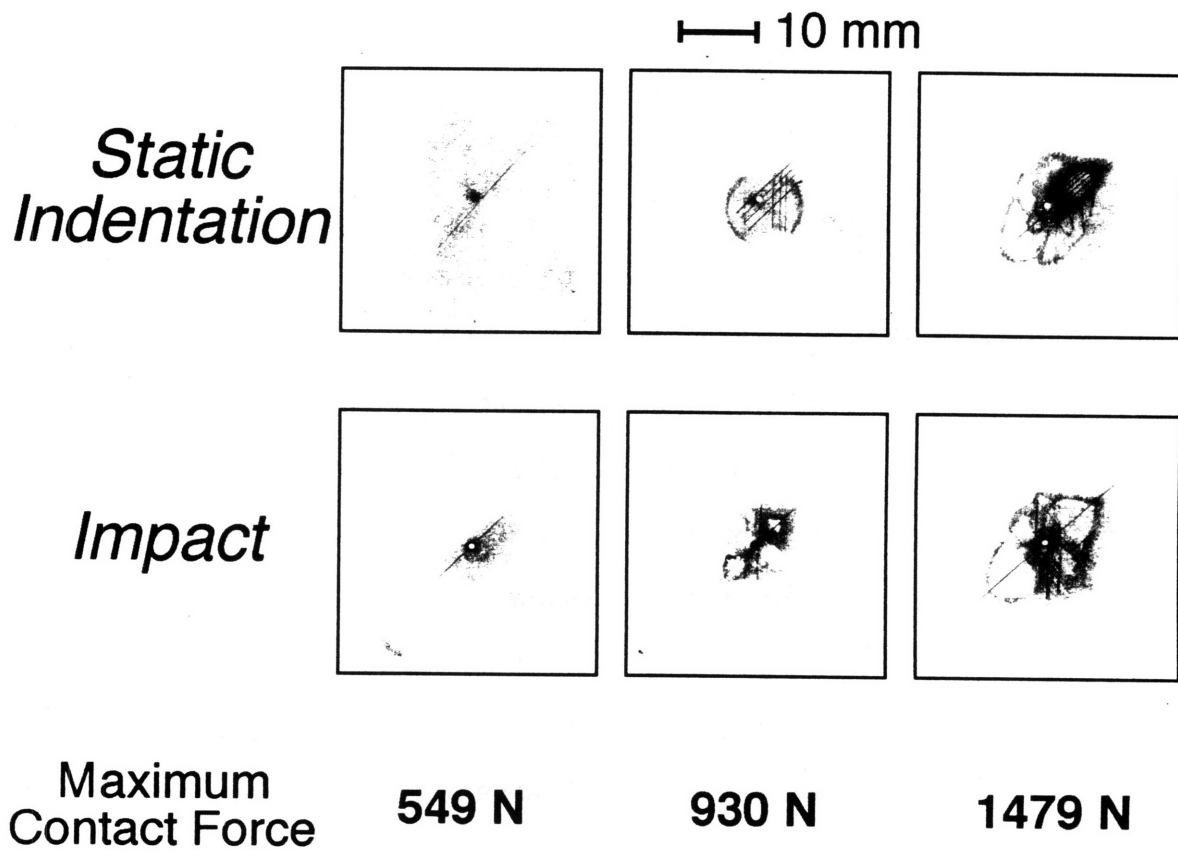 10 mm
Static
Indentation
Impact
Maximum
Contact Force
549 N
930 N
1479 N